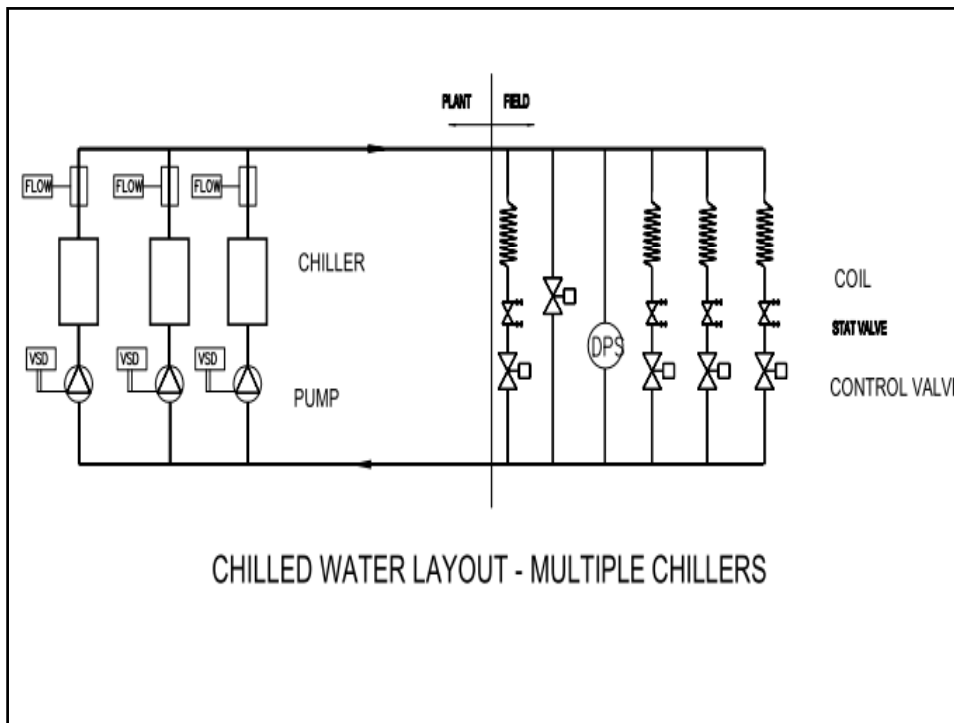 PLANT FIELD
FLOW FLOW FLOW
CHILLER
COIL
STAT VALVE
DPS
VSD VSD VSD
PUMP
CONTROL VALVE
CHILLED WATER LAYOUT - MULTIPLE CHILLERS